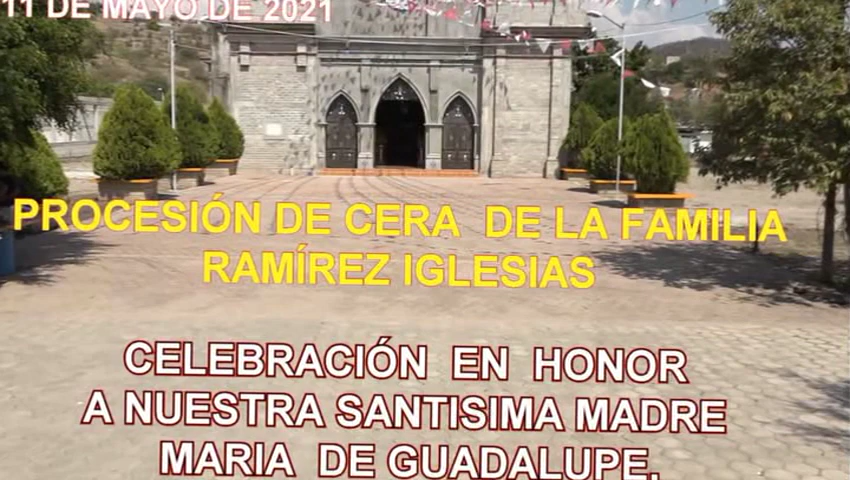 11 DE MAYO DE 2021
PROCESIÓN DE CERA DE LA FAMILIA
RAMÍREZ IGLESIAS
CELEBRACIÓN EN HONOR
A NUESTRA SANTISIMA MADRE
MARIA DE GUADALUPE.